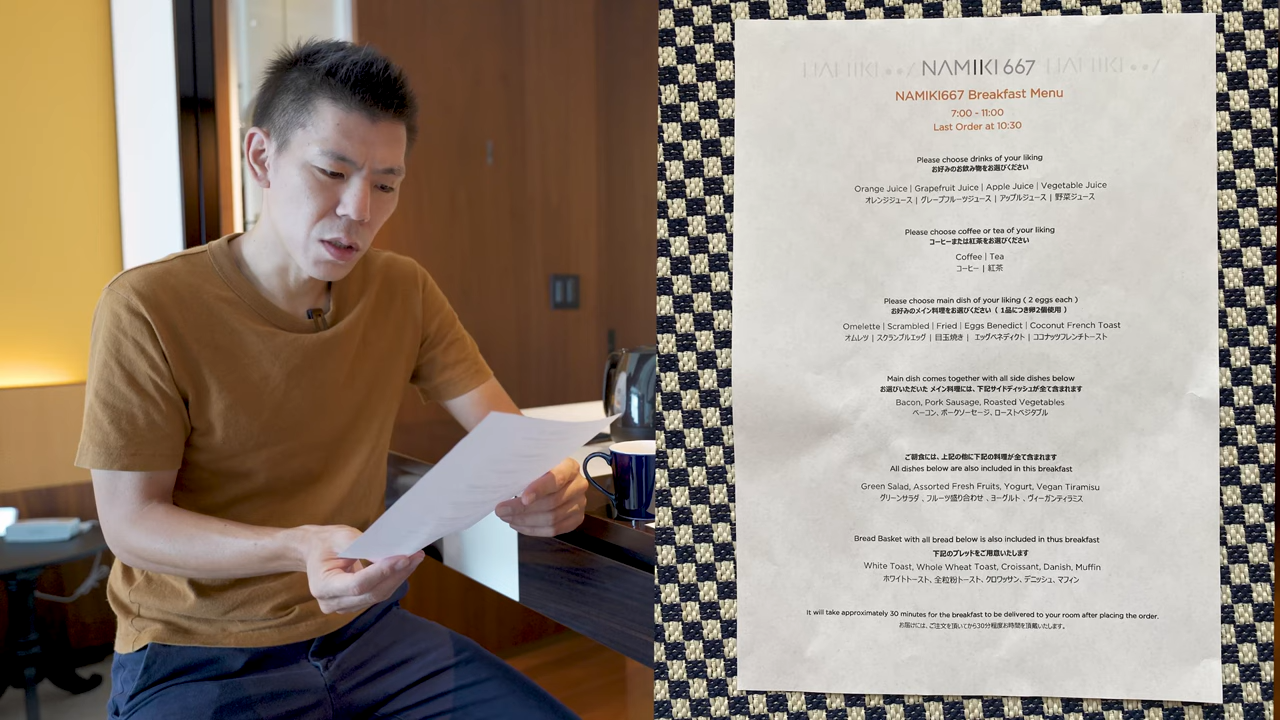 NAMIKI 667
NAMIKI667 Breakfast Menu
7:00 - 11:00
Last Order at 10:30
Please choose drinks of your liking
お好みのお飲み物をお選びください
Orange Juice | Grapefruit Juice | Apple Juice | Vegetable Juice
オレンジジュース | グレープフルーツジュース | アップルジュース | 野菜ジュース
Please choose coffee or tea of your liking
コーヒーまたは紅茶をお選びください
Coffee | Tea
コーヒー | 紅茶
Please choose main dish of your liking ( 2 eggs each )
お好みのメイン料理をお選びください ( 1品につき卵2個使用 )
Omelette | Scrambled | Fried | Eggs Benedict | Coconut French Toast
オムレツ | スクランブルエッグ | 目玉焼き | エッグベネディクト | ココナッツフレンチトースト
Main dish comes together with all side dishes below
お選びいただいた メイン料理には、下記サイドディッシュが全て含まれます
Bacon, Pork Sausage, Roasted Vegetables
ベーコン、ポークソーセージ、ローストベジタブル
ご朝食には、上記の他に下記の料理が全て含まれます
All dishes below are also included in this breakfast
Green Salad, Assorted Fresh Fruits, Yogurt, Vegan Tiramisu
グリーンサラダ 、フルーツ盛り合わせ 、ヨーグルト 、ヴィーガンティラミス
Bread Basket with all bread below is also included in thus breakfast
下記のブレッドをご用意いたします
White Toast, Whole Wheat Toast, Croissant, Danish, Muffin
ホワイトトースト、全粒粉トースト、クロワッサン、デニッシュ、マフィン
It will take approximately 30 minutes for the breakfast to be delivered to your room after placing the order.
お届けには、ご注文を頂いてから30分程度お時間を頂戴いたします。